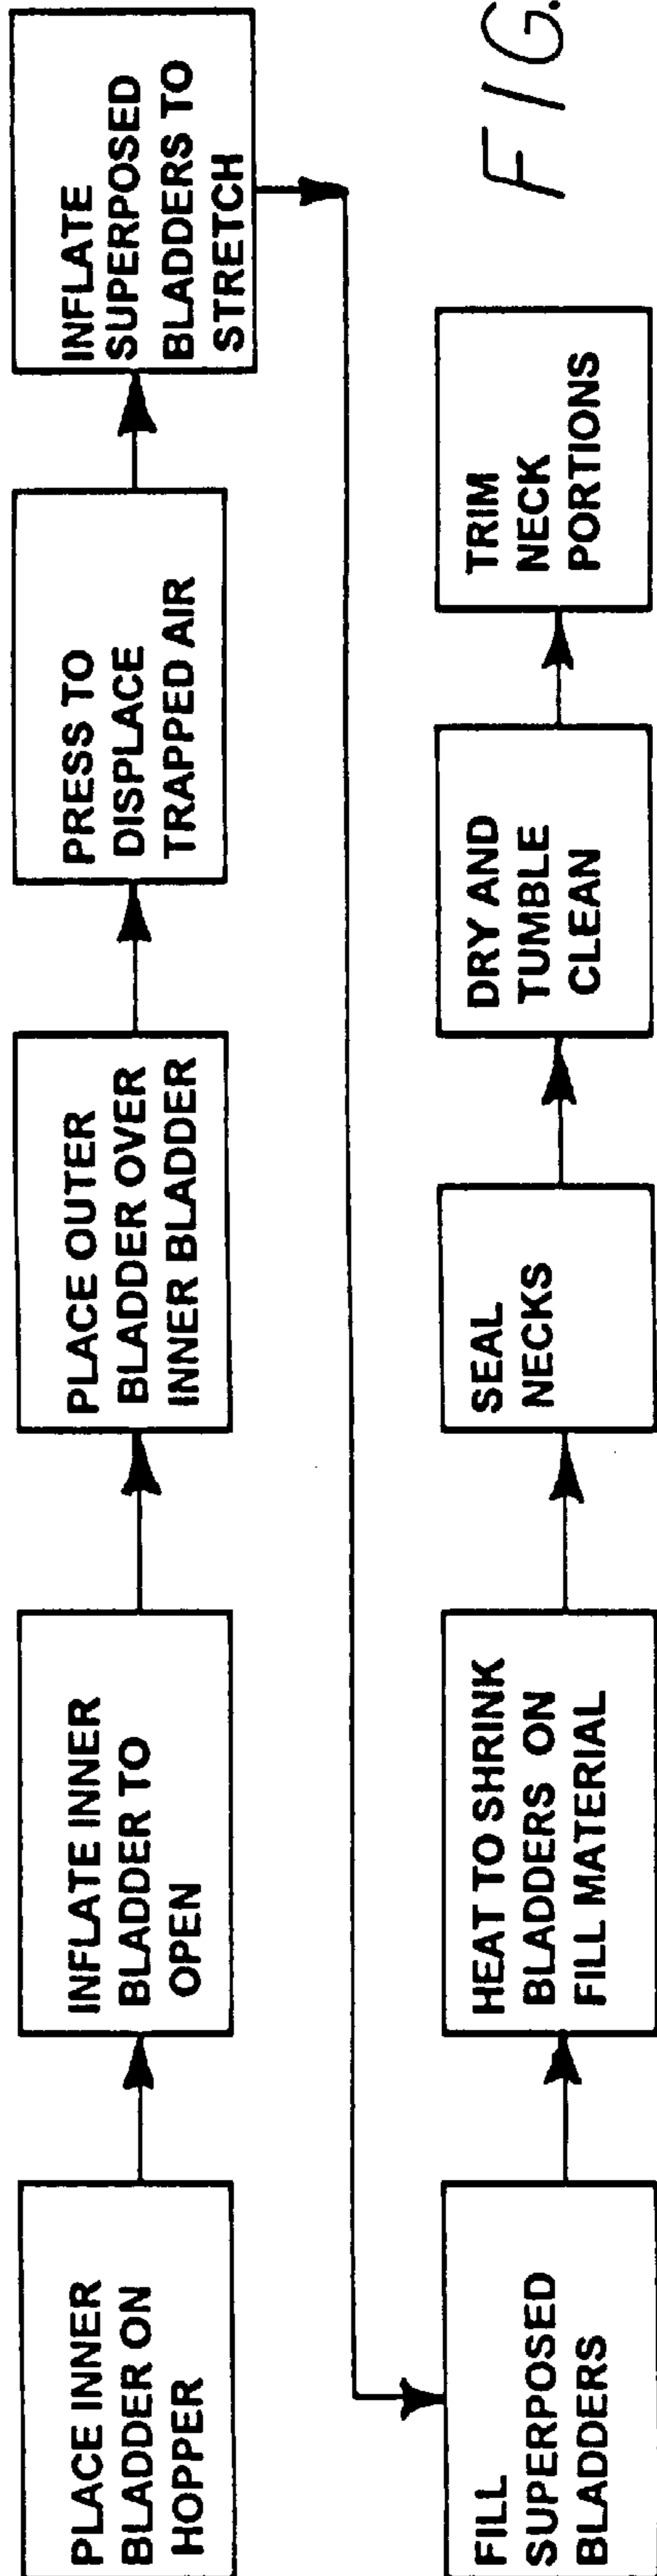 PLACE INNER
BLADDER ON
HOPPER
INFLATE INNER
BLADDER TO
OPEN
PLACE OUTER
BLADDER OVER
INNER BLADDER
PRESS TO
DISPLACE
TRAPPED AIR
INFLATE
SUPERPOSED
BLADDERS TO
STRETCH
FILL
SUPERPOSED
BLADDERS
HEAT TO SHRINK
BLADDERS ON
FILL MATERIAL
SEAL
NECKS
DRY AND
TUMBLE
CLEAN
TRIM
NECK
PORTIONS
FIG.